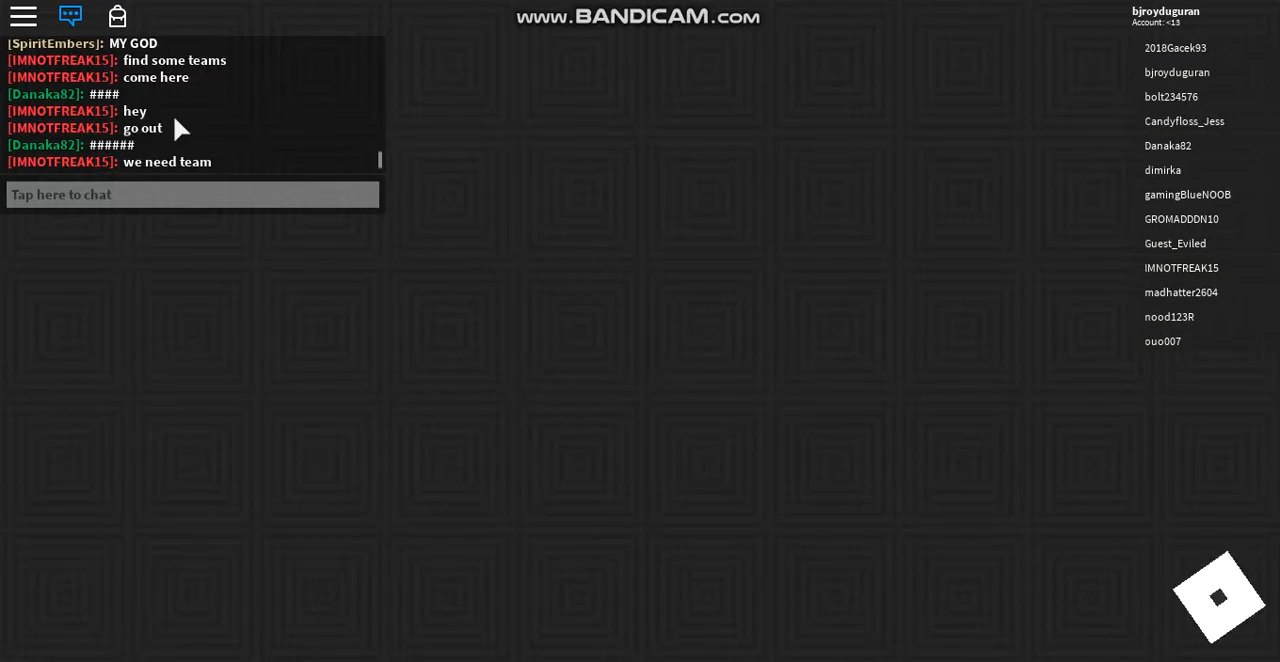 www.BANDICAM.com
[SpiritEmbers]: MY GOD
[IMNOTFREAK15]: find some teams
[IMNOTFREAK15]: come here
[Danaka82]: ####
[IMNOTFREAK15]: hey
[IMNOTFREAK15]: go out
[Danaka82]: ######
[IMNOTFREAK15]: we need team
Tap here to chat
bjroyduguran
Account: <13
2018Gacek93
bjroyduguran
bolt234576
Candyfloss_Jess
Danaka82
dimirka
gamingBlueNOOB
GROMADDDN10
Guest_Eviled
IMNOTFREAK15
madhatter2604
nood123R
ouo007